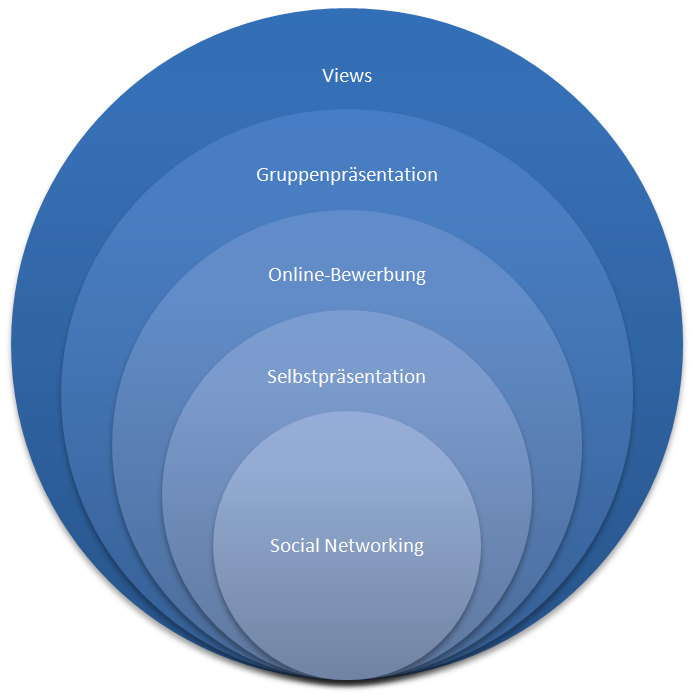 Views
Gruppenpräsentation
Online-Bewerbung
Selbstpräsentation
Social Networking